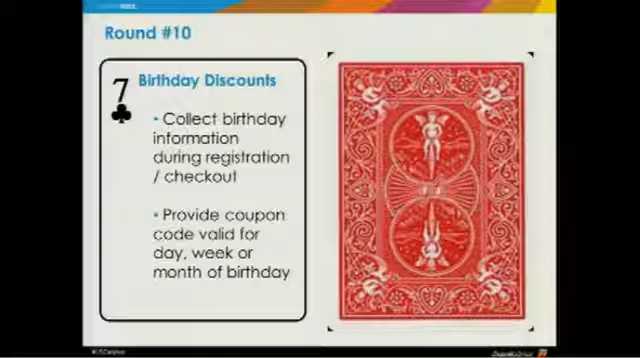 Round #10
7
Birthday Discounts
• Collect birthday
information
during registration
/ checkout
• Provide coupon
code valid for
day, week or
month of birthday